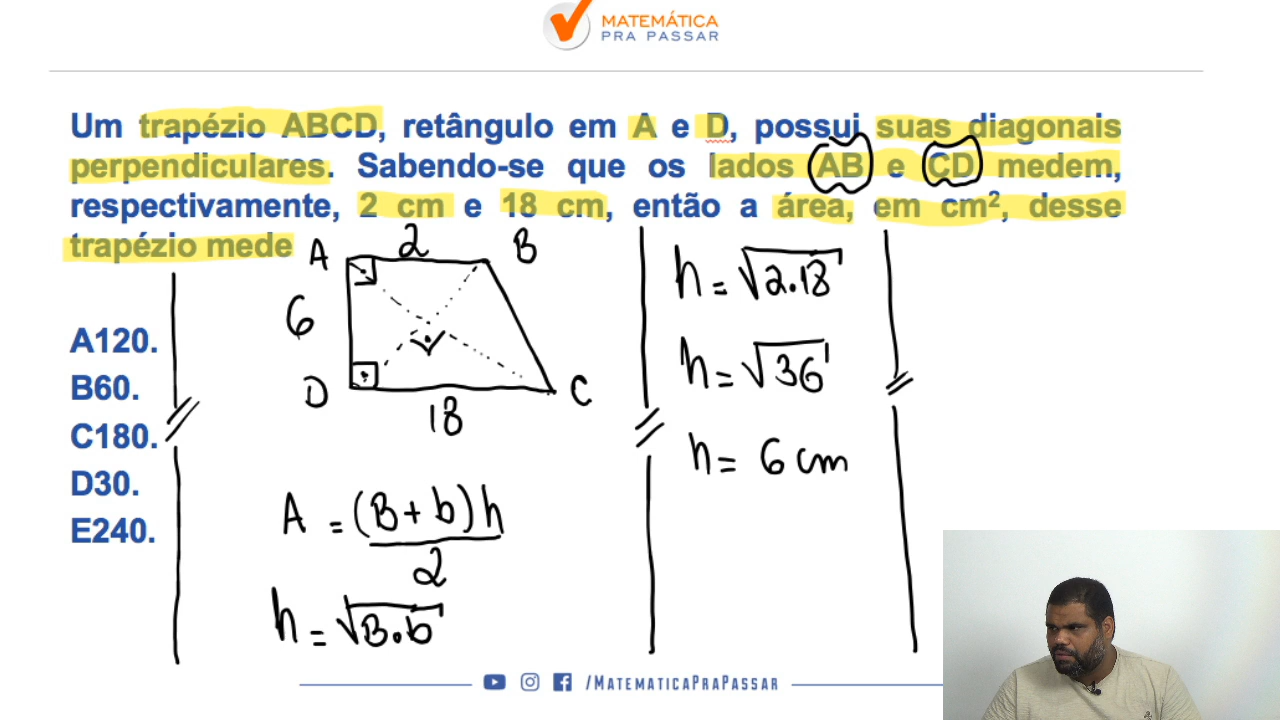 MATEMÁTICA
PRA PASSAR
Um trapézio ABCD, retângulo em A e D, possui suas diagonais
perpendiculares. Sabendo-se que os lados AB e CD medem,
respectivamente, 2 cm e 18 cm, então a área, em cm², desse
trapézio mede
A120.
B60.
C180.
D30.
E240.
A 2 B
6
D C
18
A = (B + b) h
2
h = √B.b
h = √2.18
h = √36
h = 6 cm
/MATEMATICAPRAPASSAR